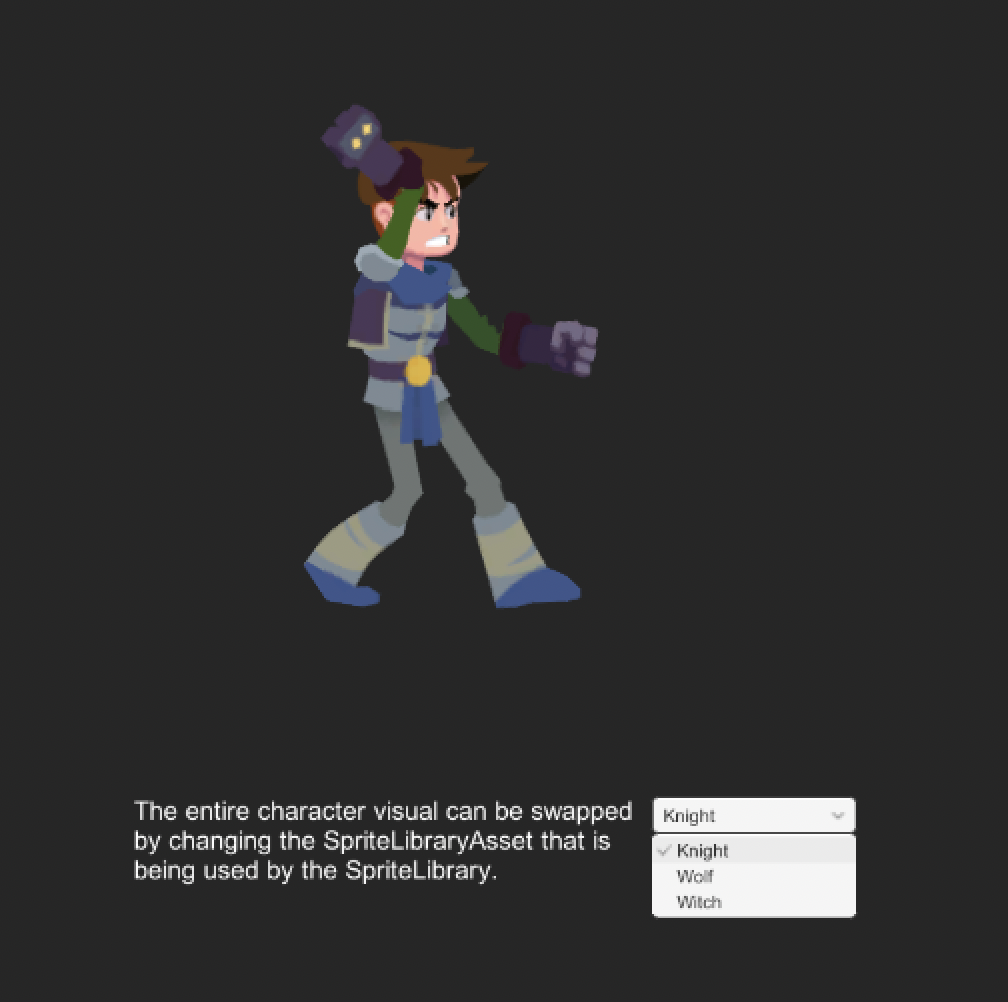 The entire character visual can be swapped
by changing the SpriteLibraryAsset that is
being used by the SpriteLibrary.
Knight
Knight
Wolf
Witch